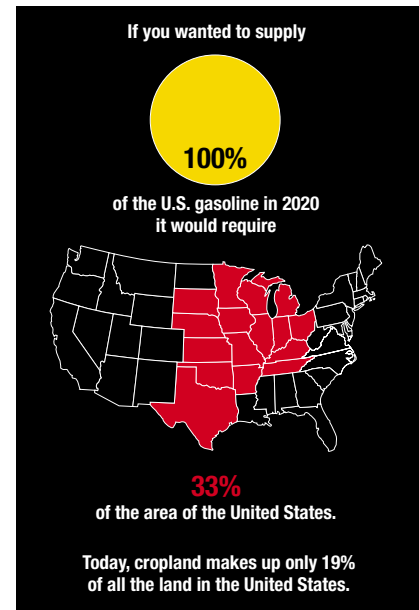 If you wanted to supply
100%
of the U.S. gasoline in 2020
it would require
33%
of the area of the United States.
Today, cropland makes up only 19%
of all the land in the United States.